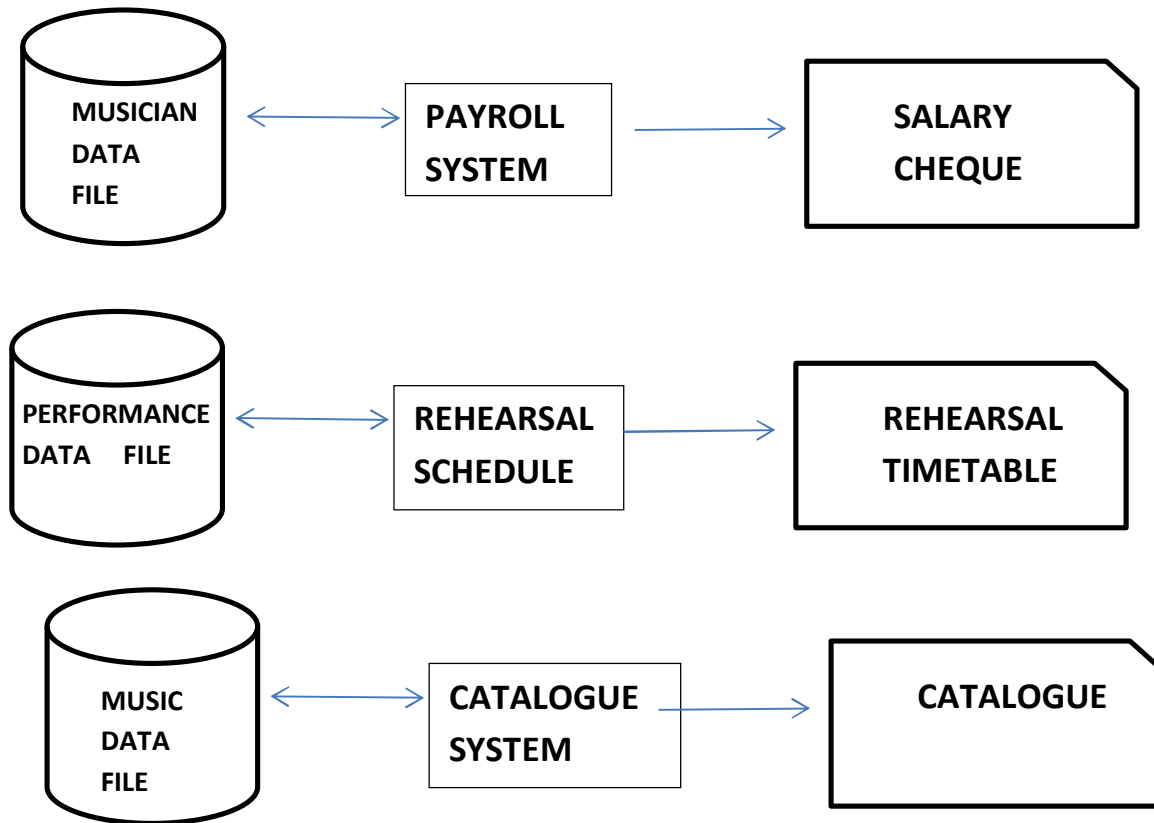 MUSICIAN
DATA
FILE
PAYROLL
SYSTEM
SALARY
CHEQUE
PERFORMANCE
DATA FILE
REHEARSAL
SCHEDULE
REHEARSAL
TIMETABLE
MUSIC
DATA
FILE
CATALOGUE
SYSTEM
CATALOGUE